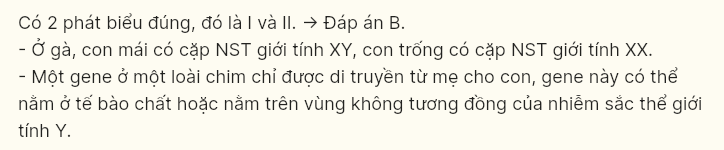 Có 2 phát biểu đúng, đó là I và II. → Đáp án B.
- Ở gà, con mái có cặp NST giới tính XY, con trống có cặp NST giới tính XX.
- Một gene ở một loài chim chỉ được di truyền từ mẹ cho con, gene này có thể
nằm ở tế bào chất hoặc nằm trên vùng không tương đồng của nhiễm sắc thể giới
tính Y.